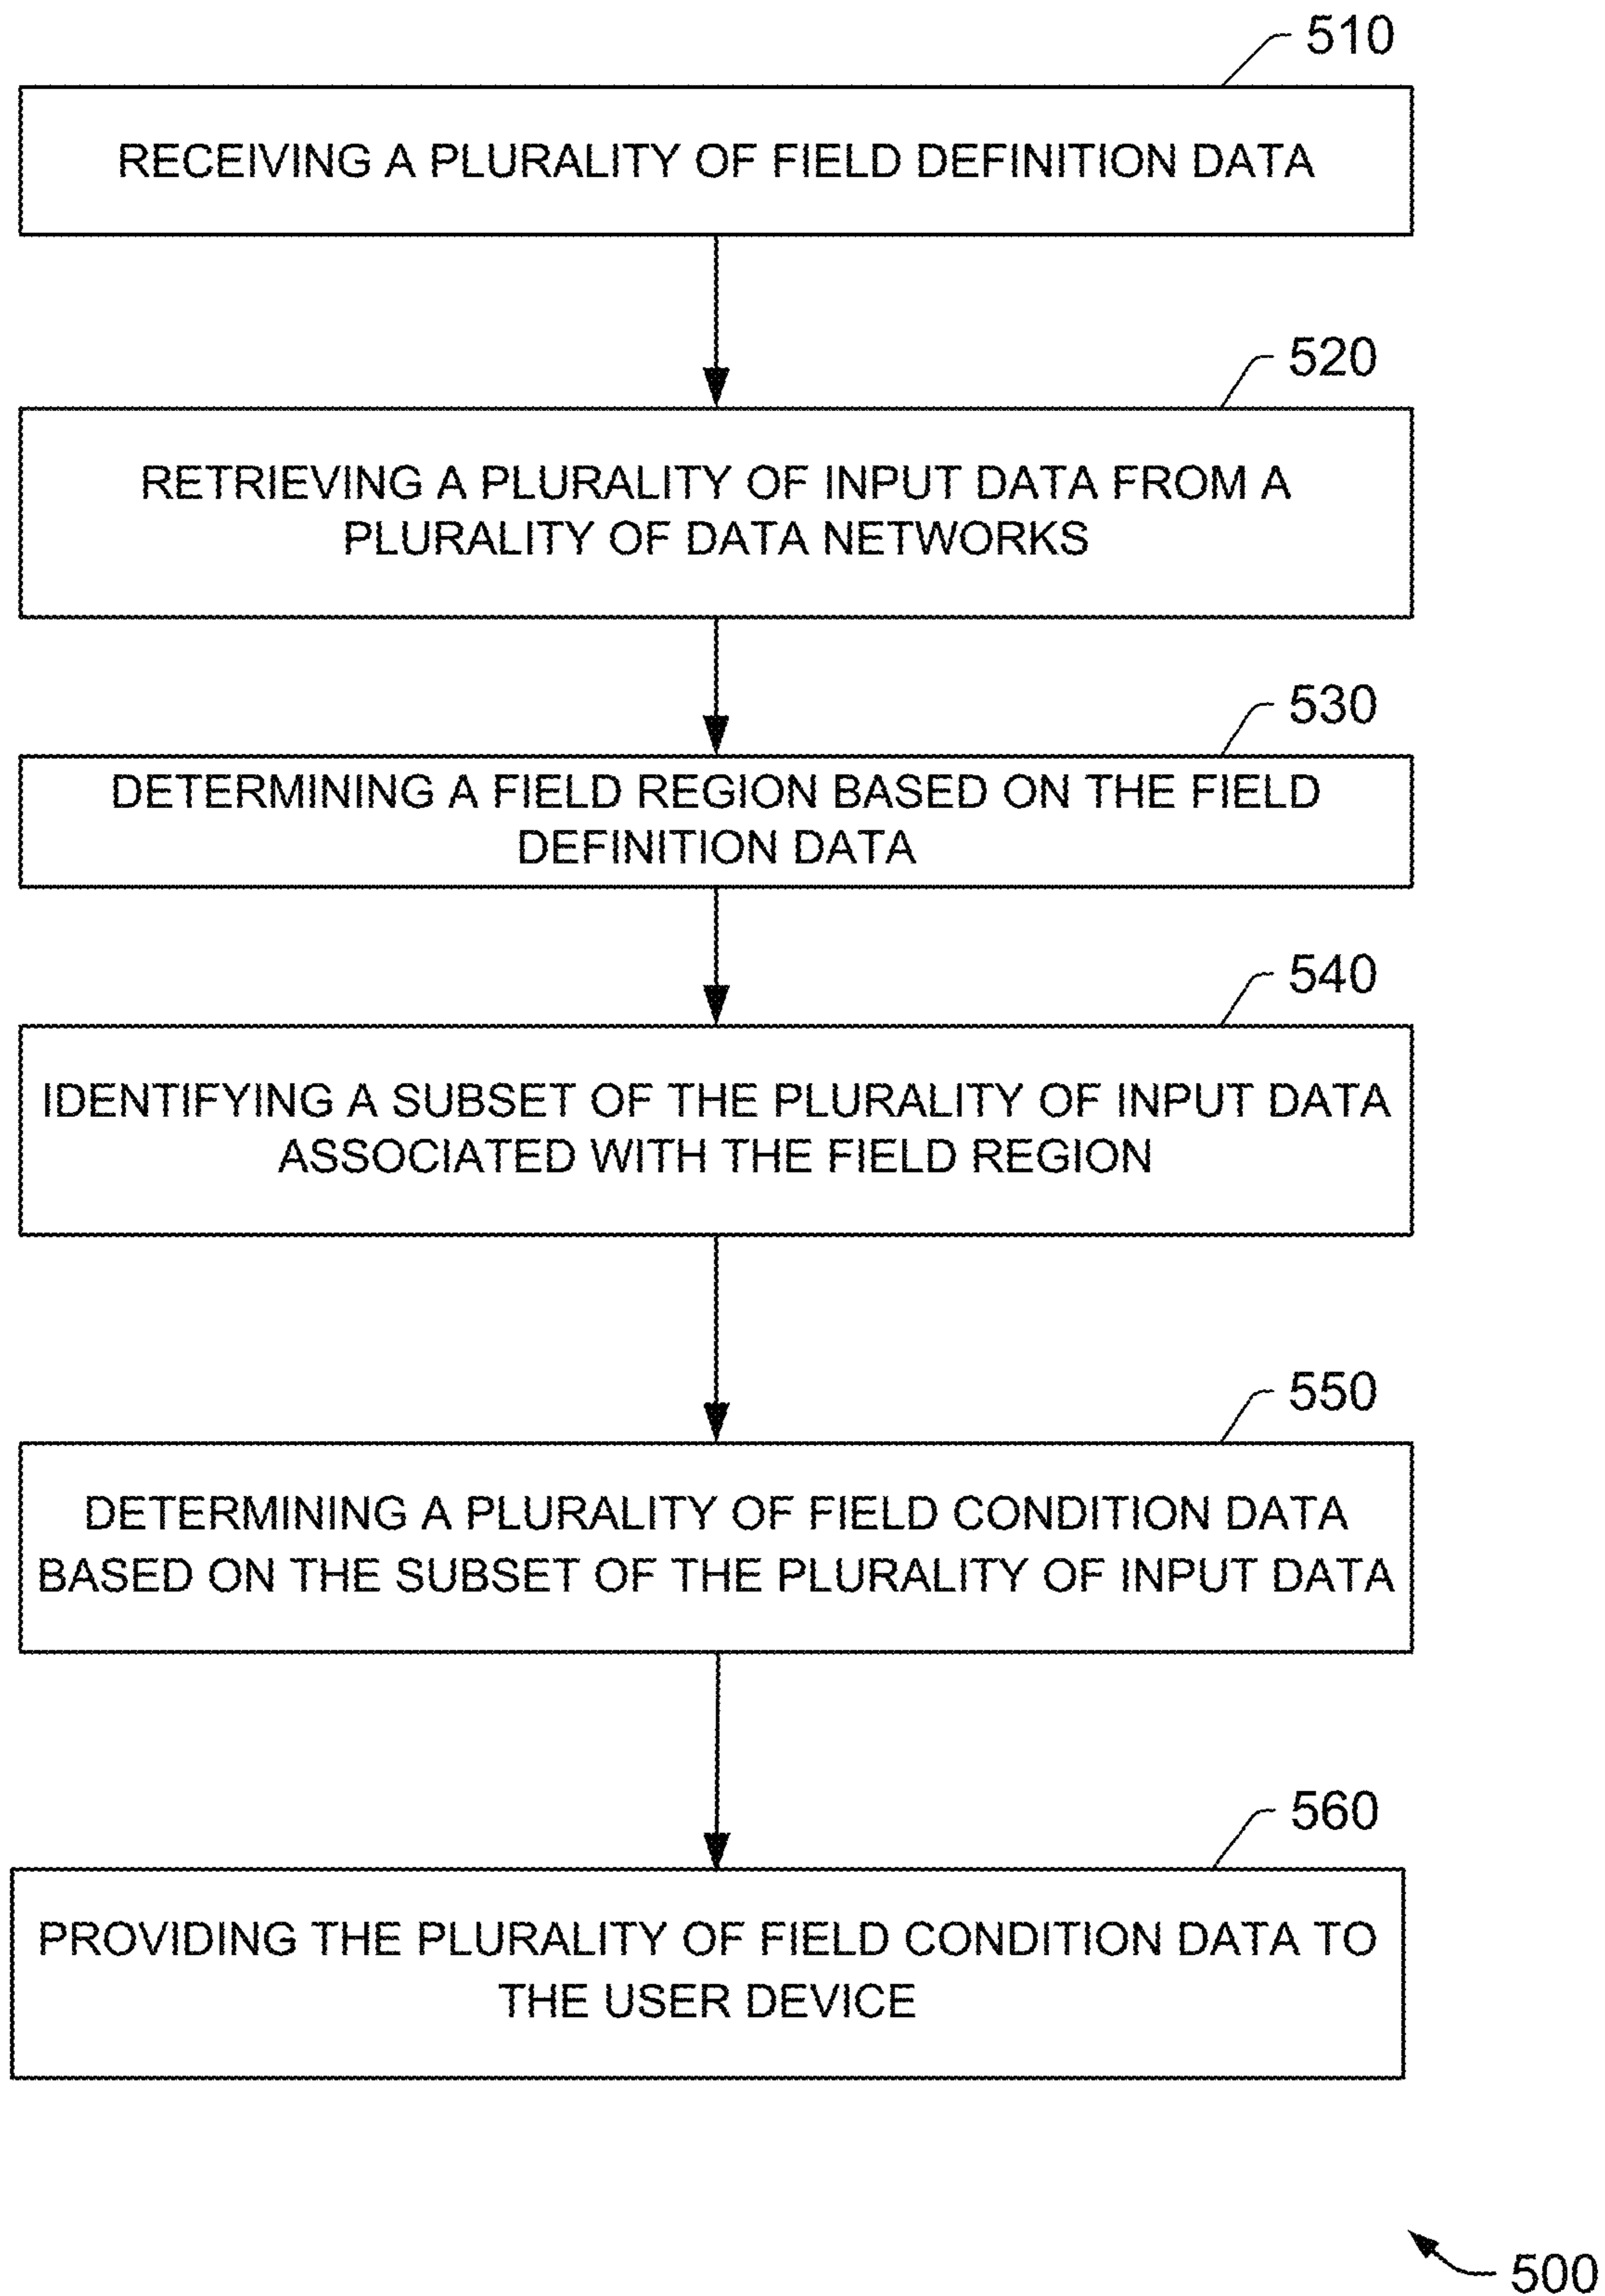 510
RECEIVING A PLURALITY OF FIELD DEFINITION DATA
520
RETRIEVING A PLURALITY OF INPUT DATA FROM A
PLURALITY OF DATA NETWORKS
530
DETERMINING A FIELD REGION BASED ON THE FIELD
DEFINITION DATA
540
IDENTIFYING A SUBSET OF THE PLURALITY OF INPUT DATA
ASSOCIATED WITH THE FIELD REGION
550
DETERMINING A PLURALITY OF FIELD CONDITION DATA
BASED ON THE SUBSET OF THE PLURALITY OF INPUT DATA
560
PROVIDING THE PLURALITY OF FIELD CONDITION DATA TO
THE USER DEVICE
500